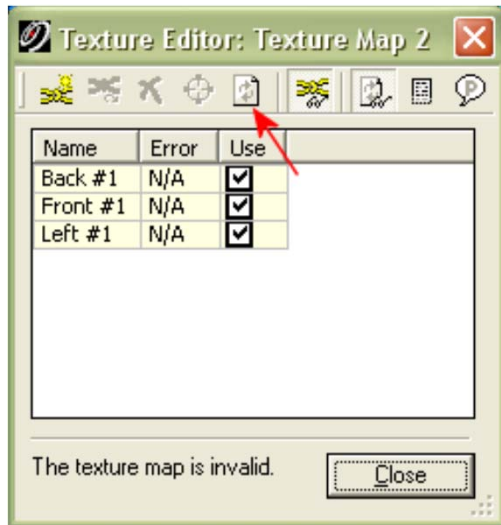 Texture Editor: Texture Map 2
Name Error Use
Back #1 N/A
Front #1 N/A
Left #1 N/A
The texture map is invalid.
Close